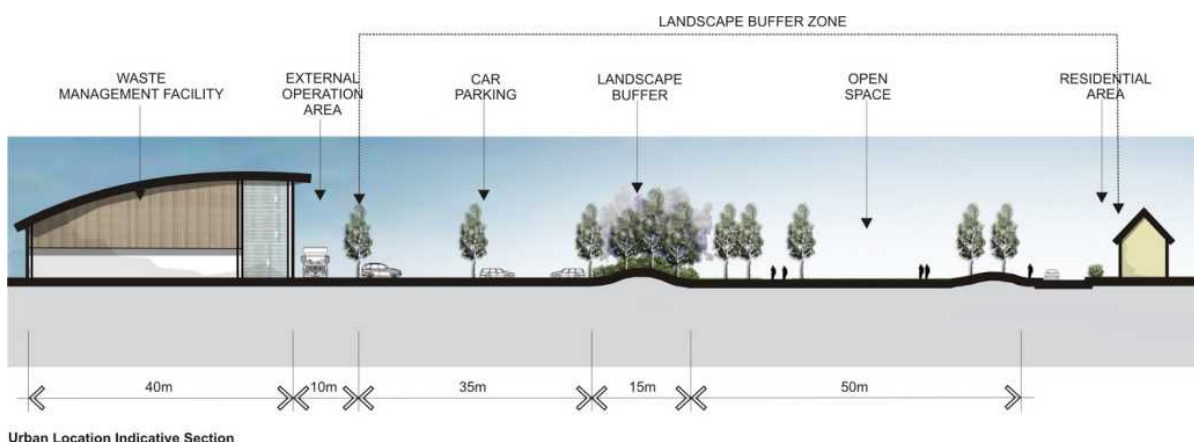 LANDSCAPE BUFFER ZONE
WASTE
MANAGEMENT FACILITY
EXTERNAL
OPERATION
AREA
CAR
PARKING
LANDSCAPE
BUFFER
OPEN
SPACE
RESIDENTIAL
AREA
40m
10m
35m
15m
50m
Urban Location Indicative Section